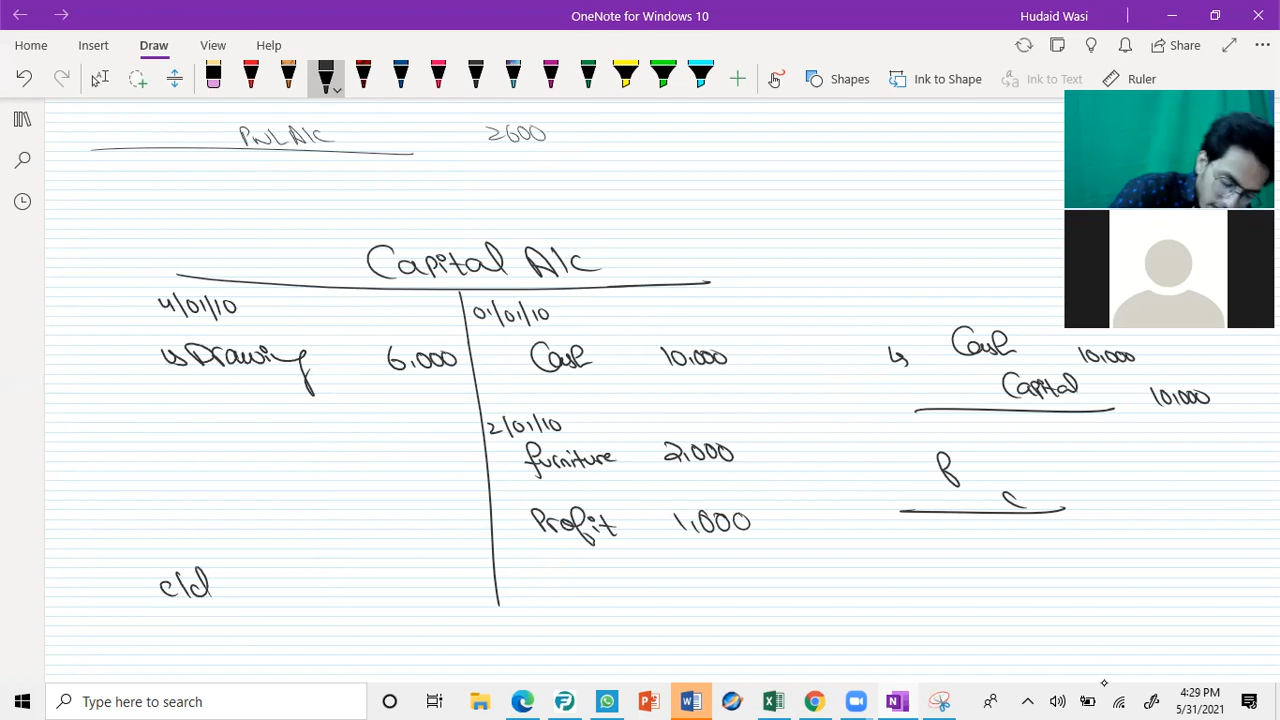 OneNote for Windows 10
Hudaid Wasi
Home Insert Draw View Help
Share
Shapes Ink to Shape Ink to Text Ruler
PNL A/c 2600
Capital A/c
4/01/10 01/01/10
↳ Drawing 6,000 Cash 10,000
↳ Cash 10,000
Capital 10,000
2/01/10
furniture 2,000
Profit 1,000
C
c/d
Type here to search
4:29 PM
5/31/2021